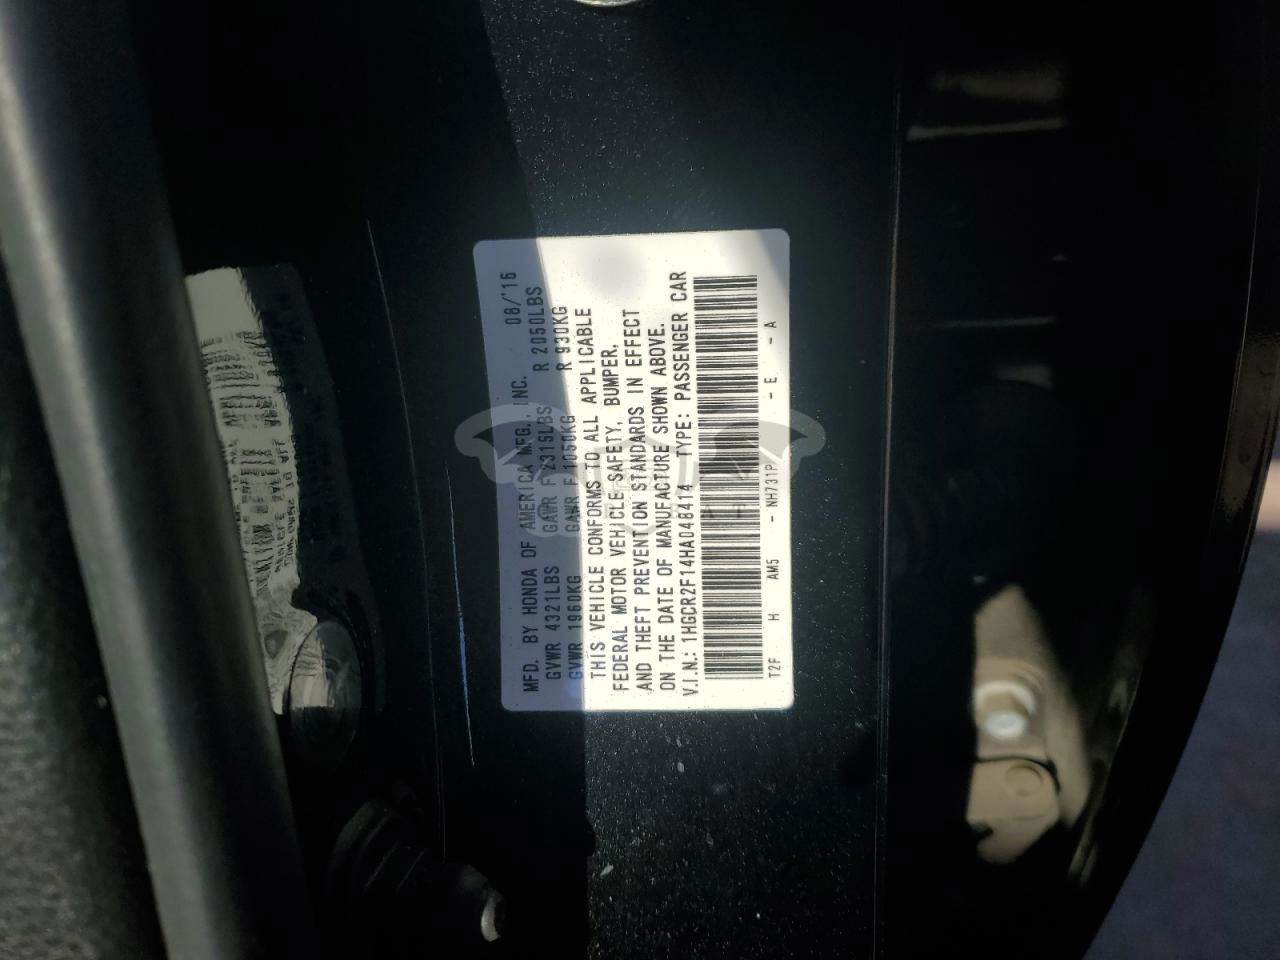 MFD. BY HONDA OF AMERICA MFG., INC. 08/'16
GVWR 4321LBS GAWR F 2315LBS R 2050LBS
GVWR 1960KG GAWR F 1050KG R 930KG
THIS VEHICLE CONFORMS TO ALL APPLICABLE
FEDERAL MOTOR VEHICLE SAFETY, BUMPER,
AND THEFT PREVENTION STANDARDS IN EFFECT
ON THE DATE OF MANUFACTURE SHOWN ABOVE.
V.I.N.: 1HGCR2F14HA048414 TYPE: PASSENGER CAR
T2F H AM5 - NH731P - E - A